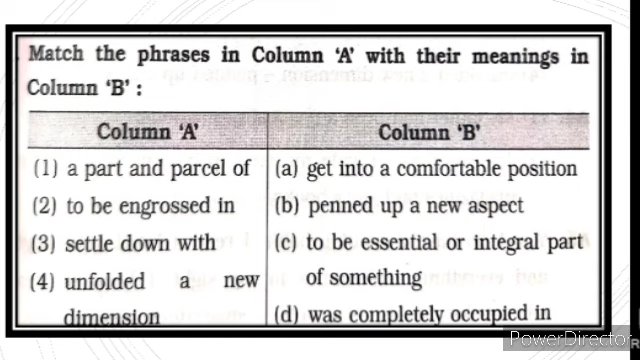 Match the phrases in Column 'A' with their meanings in
Column 'B' :
Column 'A' Column 'B'
(1) a part and parcel of (a) get into a comfortable position
(2) to be engrossed in (b) penned up a new aspect
(3) settle down with (c) to be essential or integral part
(4) unfolded a new of something
dimension (d) was completely occupied in
PowerDirector